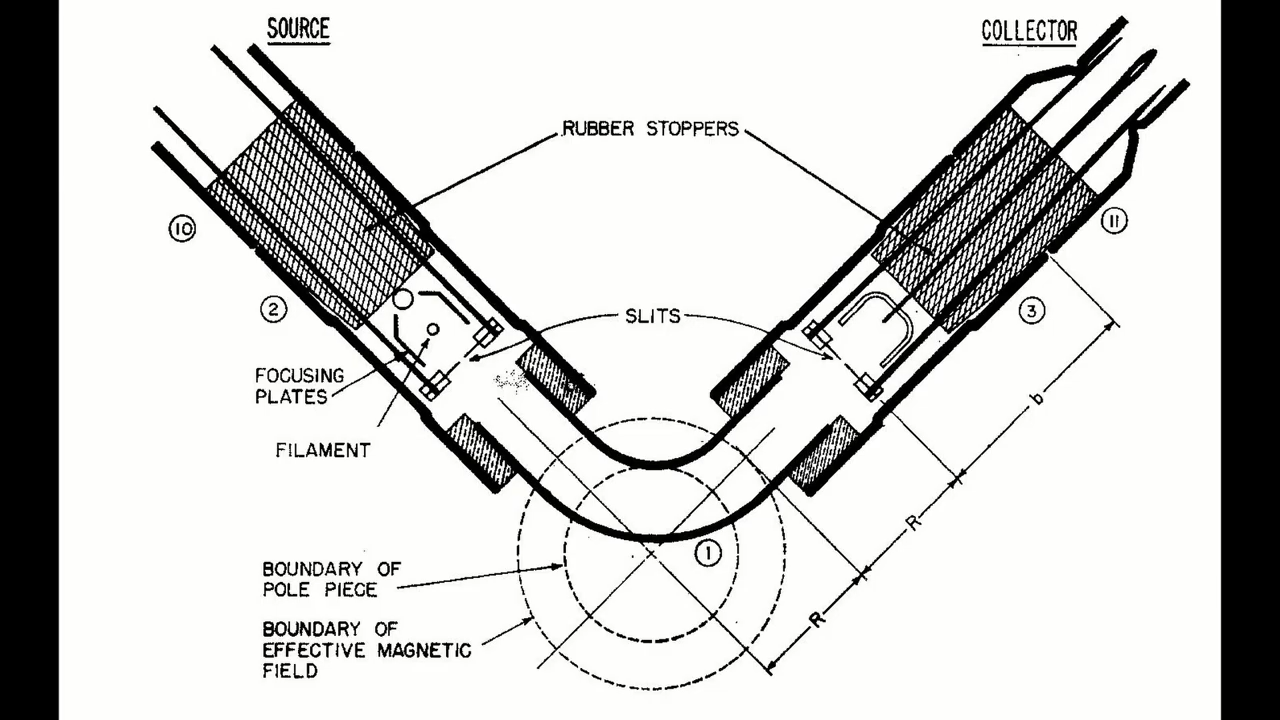 SOURCE
COLLECTOR
RUBBER STOPPERS
10
11
2
3
SLITS
FOCUSING
PLATES
FILAMENT
b
R
1
BOUNDARY OF
POLE PIECE
R
BOUNDARY OF
EFFECTIVE MAGNETIC
FIELD